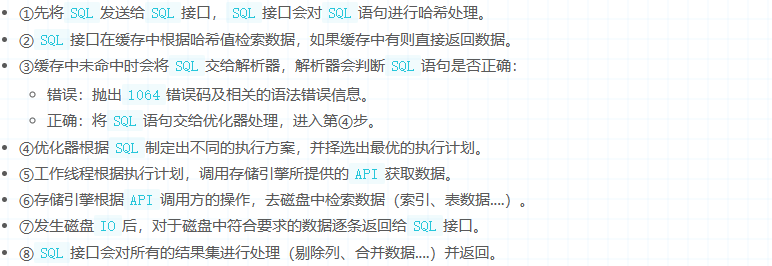 ①先将 SQL 发送给 SQL 接口， SQL 接口会对 SQL 语句进行哈希处理。
② SQL 接口在缓存中根据哈希值检索数据，如果缓存中有则直接返回数据。
③缓存中未命中时会将 SQL 交给解析器，解析器会判断 SQL 语句是否正确：
错误：抛出 1064 错误码及相关的语法错误信息。
正确：将 SQL 语句交给优化器处理，进入第④步。
④优化器根据 SQL 制定出不同的执行方案，并择选出最优的执行计划。
⑤工作线程根据执行计划，调用存储引擎所提供的 API 获取数据。
⑥存储引擎根据 API 调用方的操作，去磁盘中检索数据（索引、表数据....）。
⑦发生磁盘 IO 后，对于磁盘中符合要求的数据逐条返回给 SQL 接口。
⑧ SQL 接口会对所有的结果集进行处理（剔除列、合并数据....）并返回。